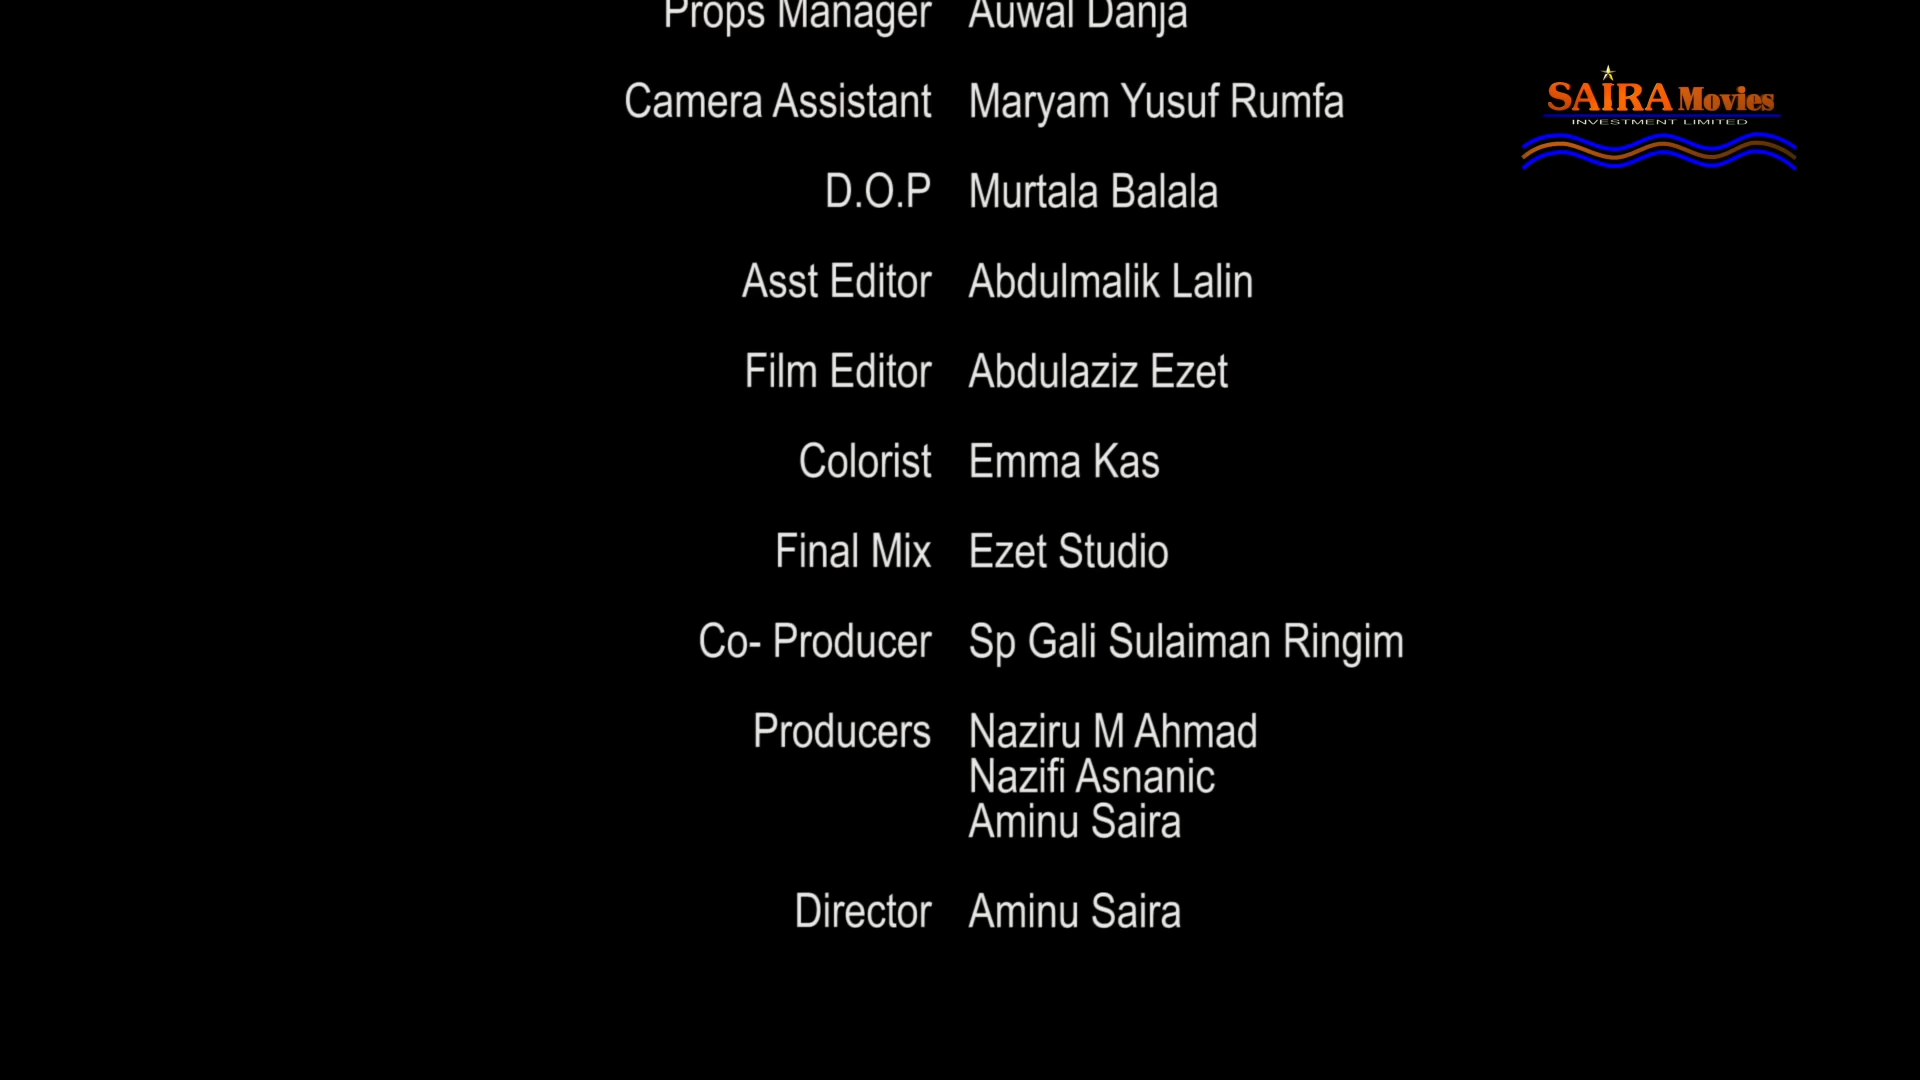 Props Manager Auwal Danja
Camera Assistant Maryam Yusuf Rumfa
D.O.P Murtala Balala
Asst Editor Abdulmalik Lalin
Film Editor Abdulaziz Ezet
Colorist Emma Kas
Final Mix Ezet Studio
Co- Producer Sp Gali Sulaiman Ringim
Producers Naziru M Ahmad
Nazifi Asnanic
Aminu Saira
Director Aminu Saira
SAIRA Movies
INVESTMENT LIMITED